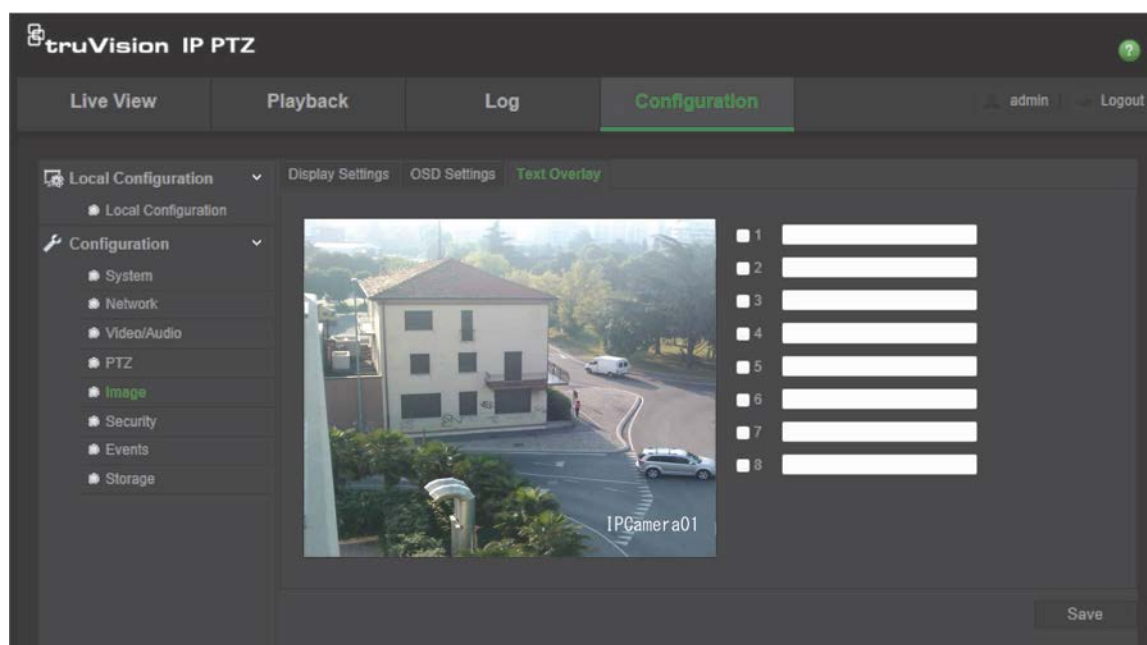 truVision IP PTZ
?
Live View Playback Log Configuration admin Logout
Local Configuration
Local Configuration
Configuration
System
Network
Video/Audio
PTZ
Image
Security
Events
Storage
Display Settings OSD Settings Text Overlay
1
2
3
4
5
6
7
8
IPCamera01
Save